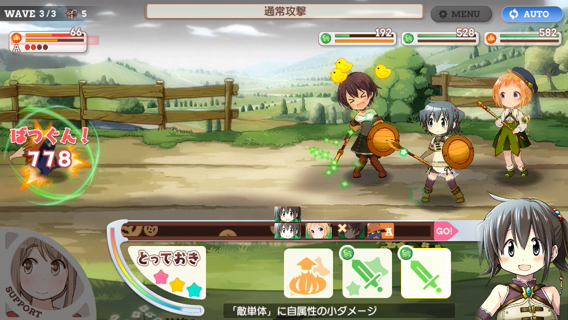 WAVE 3/3 5
通常攻撃
MENU
AUTO
66
A
192
528
582
ばつぐん！
778
GO!
A
とっておき
SUPPORT
「敵単体」に自属性の小ダメージ